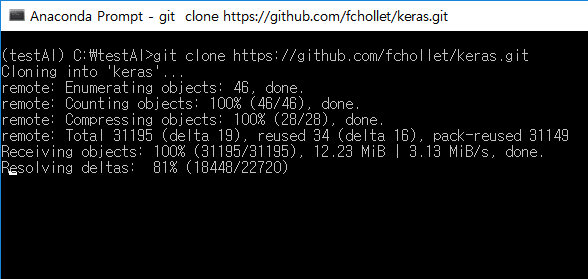 Anaconda Prompt - git  clone https://github.com/fchollet/keras.git
(testAI) C:₩testAI>git clone https://github.com/fchollet/keras.git
Cloning into 'keras'...
remote: Enumerating objects: 46, done.
remote: Counting objects: 100% (46/46), done.
remote: Compressing objects: 100% (28/28), done.
remote: Total 31195 (delta 19), reused 34 (delta 16), pack-reused 31149
Receiving objects: 100% (31195/31195), 12.23 MiB | 3.13 MiB/s, done.
Resolving deltas:  81% (18448/22720)